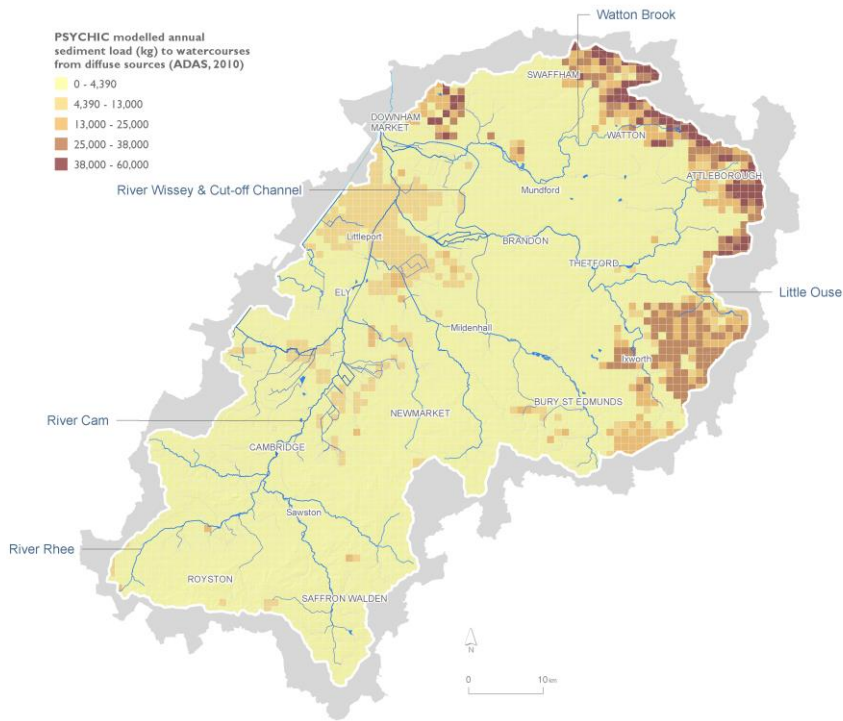 Watton Brook
PSYCHIC modelled annual
sediment load (kg) to watercourses
from diffuse sources (ADAS, 2010)
0 - 4,390
4,390 - 13,000
13,000 - 25,000
25,000 - 38,000
38,000 - 60,000
SWAFFHAM
DOWNHAM
MARKET
WATTON
ATTLEBOROUGH
River Wissey & Cut-off Channel
Mundford
Littleport
BRANDON
THETFORD
ELY
Little Ouse
Mildenhall
Ixworth
BURY ST EDMUNDS
NEWMARKET
River Cam
CAMBRIDGE
Sawston
River Rhee
ROYSTON
SAFFRON WALDEN
N
0 10km